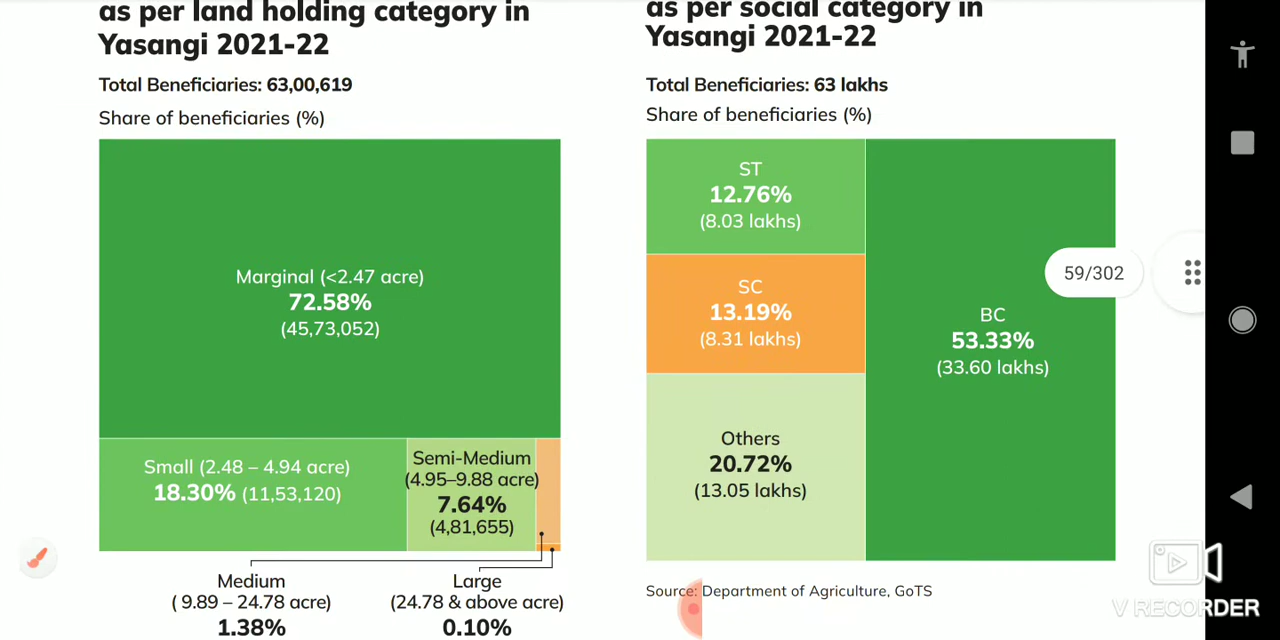 as per land holding category in
Yasangi 2021-22
Total Beneficiaries: 63,00,619
Share of beneficiaries (%)
Marginal (<2.47 acre)
72.58%
(45,73,052)
Small (2.48 – 4.94 acre)
18.30% (11,53,120)
Semi-Medium
(4.95–9.88 acre)
7.64%
(4,81,655)
Medium
( 9.89 – 24.78 acre)
1.38%
Large
(24.78 & above acre)
0.10%
as per social category in
Yasangi 2021-22
Total Beneficiaries: 63 lakhs
Share of beneficiaries (%)
ST
12.76%
(8.03 lakhs)
SC
13.19%
(8.31 lakhs)
Others
20.72%
(13.05 lakhs)
BC
53.33%
(33.60 lakhs)
Source: Department of Agriculture, GoTS
59/302
V RECORDER